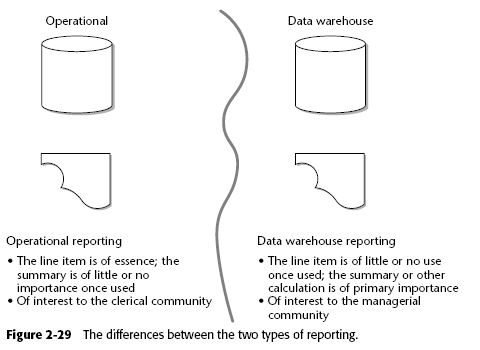 Operational
Data warehouse
Operational reporting
• The line item is of essence; the
summary is of little or no
importance once used
• Of interest to the clerical community
Data warehouse reporting
• The line item is of little or no use
once used; the summary or other
calculation is of primary importance
• Of interest to the managerial
community
Figure 2-29 The differences between the two types of reporting.